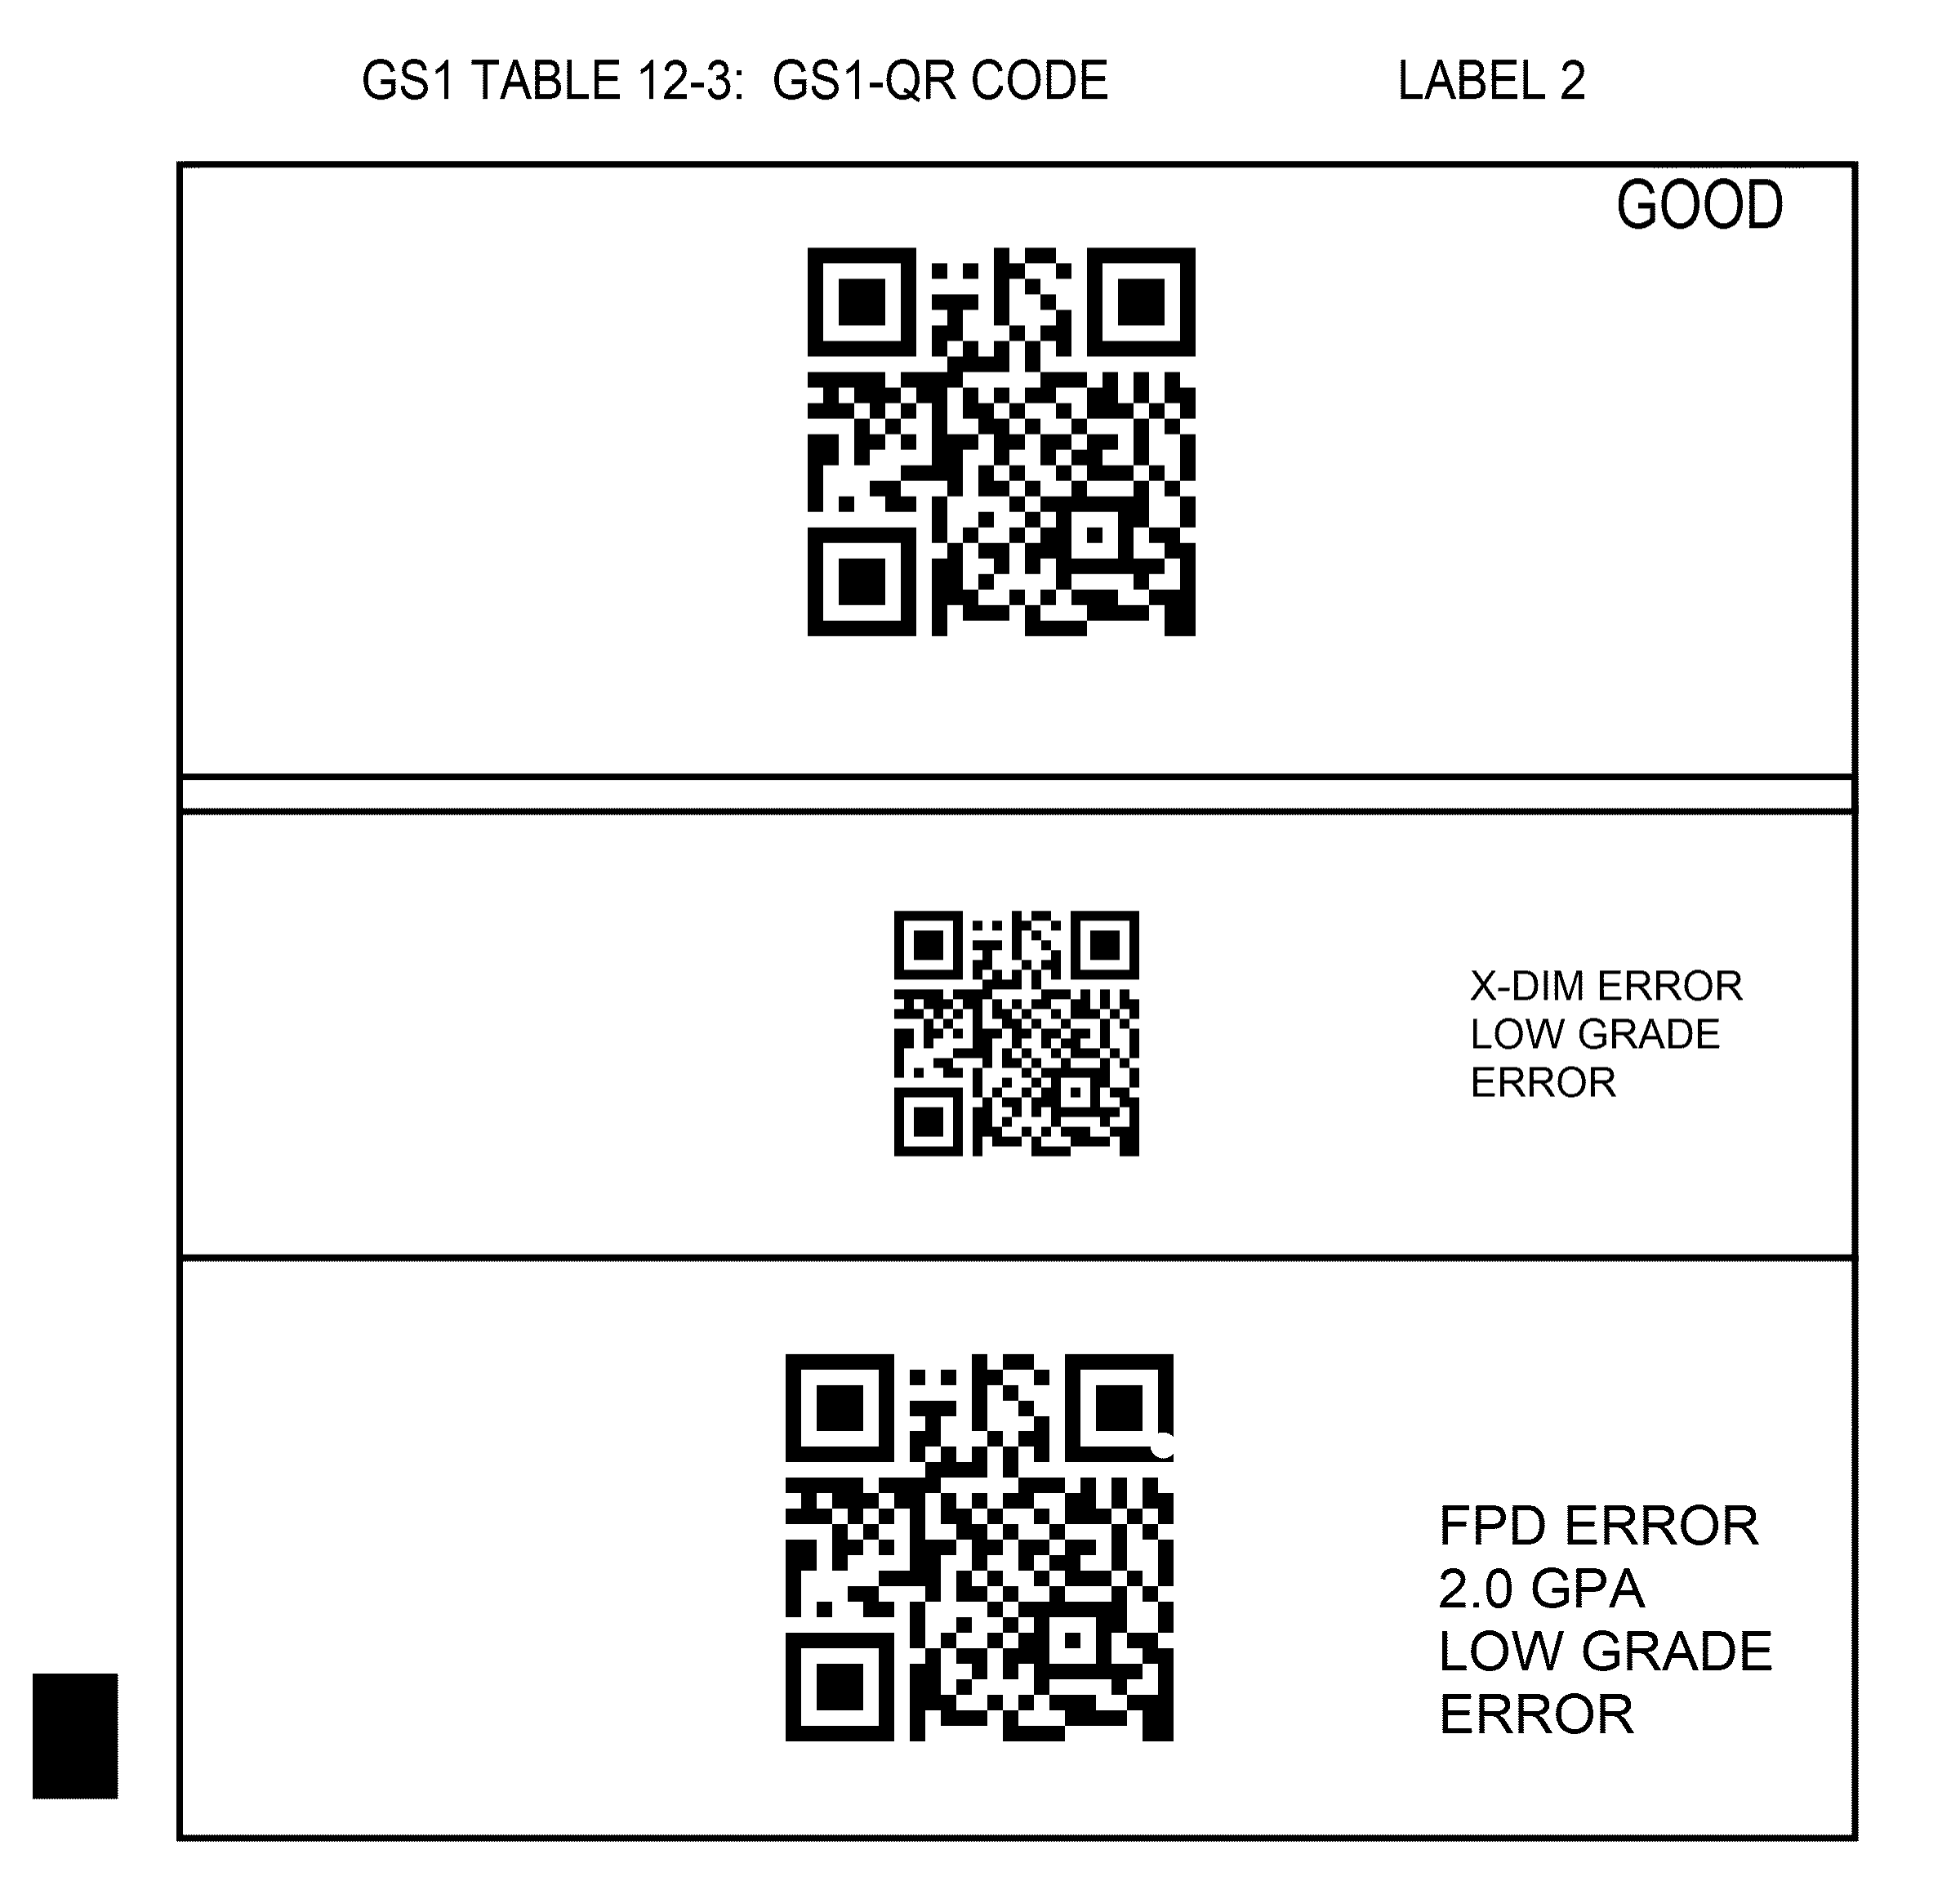 GS1 TABLE 12-3: GS1-QR CODE LABEL 2
GOOD
X-DIM ERROR
LOW GRADE
ERROR
FPD ERROR
2.0 GPA
LOW GRADE
ERROR